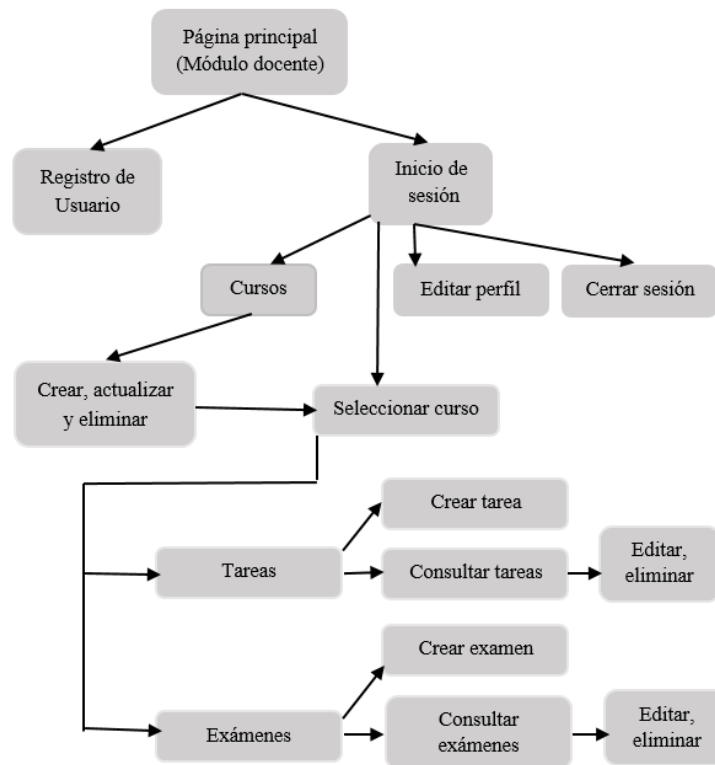 Página principal
(Módulo docente)
Registro de
Usuario
Inicio de
sesión
Cursos
Editar perfil
Cerrar sesión
Crear, actualizar
y eliminar
Seleccionar curso
Crear tarea
Tareas
Consultar tareas
Editar,
eliminar
Crear examen
Exámenes
Consultar
exámenes
Editar,
eliminar